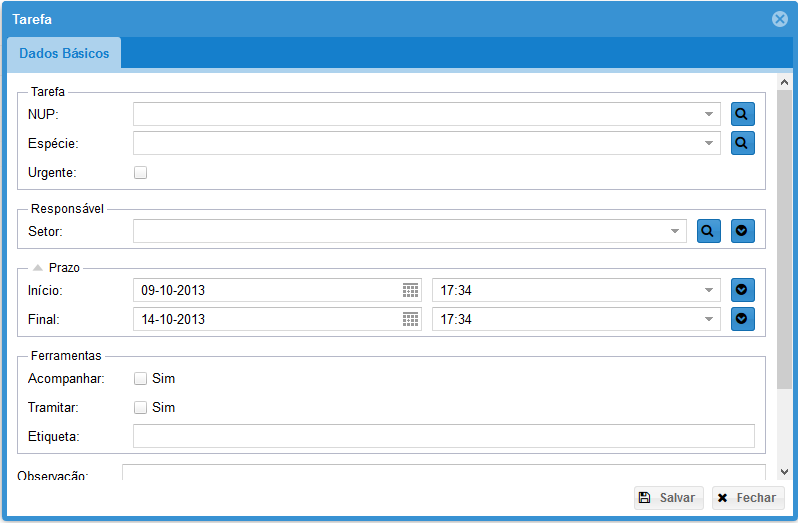 Tarefa
Dados Básicos
Tarefa
NUP:
Espécie:
Urgente:
Responsável
Setor:
Prazo
Início: 09-10-2013 17:34
Final: 14-10-2013 17:34
Ferramentas
Acompanhar: Sim
Tramitar: Sim
Etiqueta:
Observação:
Salvar Fechar